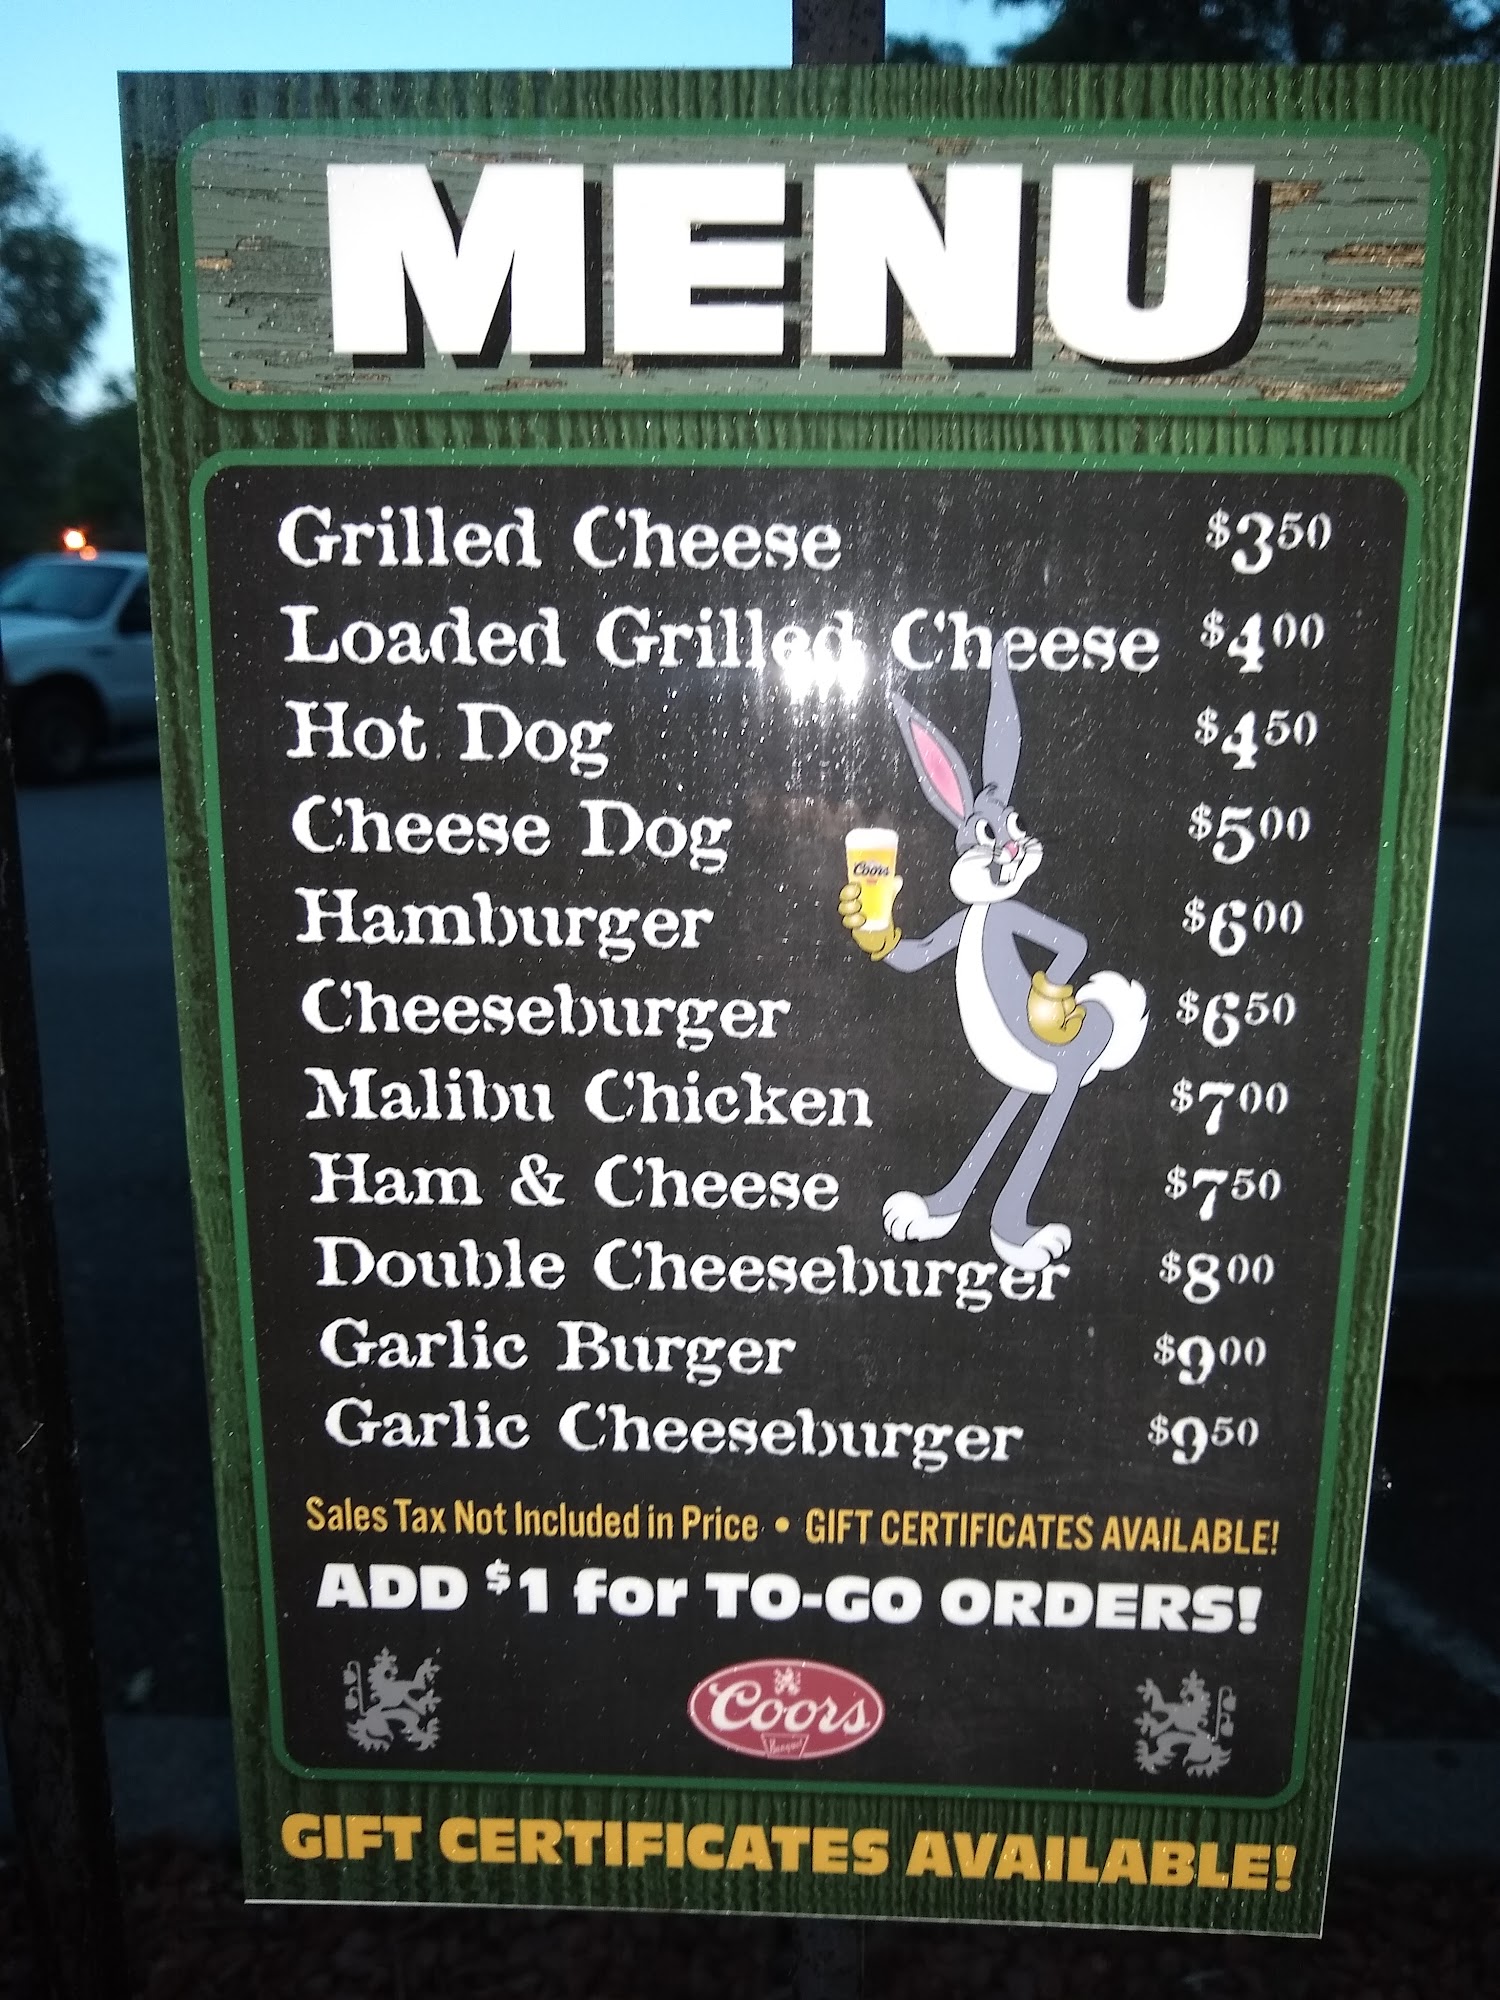 MENU
Grilled Cheese $3.50
Loaded Grilled Cheese $4.00
Hot Dog $4.50
Cheese Dog $5.00
Hamburger $6.00
Cheeseburger $6.50
Malibu Chicken $7.00
Ham & Cheese $7.50
Double Cheeseburger $8.00
Garlic Burger $9.00
Garlic Cheeseburger $9.50
Coors
Sales Tax Not Included in Price • GIFT CERTIFICATES AVAILABLE!
ADD $1 for TO-GO ORDERS!
Coors
Banquet
GIFT CERTIFICATES AVAILABLE!